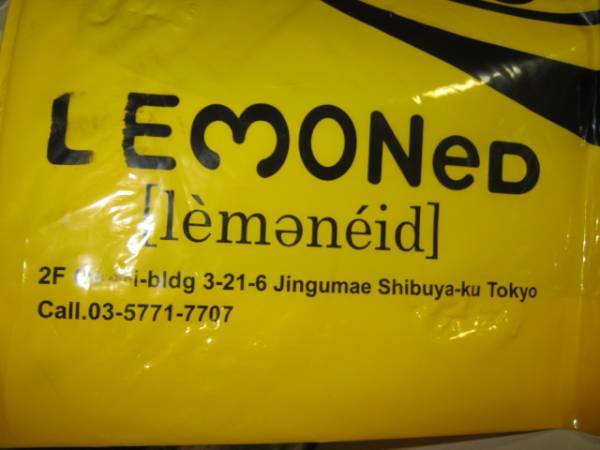 LEMONeD
[lèmənéid]
2F -bldg 3-21-6 Jingumae Shibuya-ku Tokyo
Call.03-5771-7707